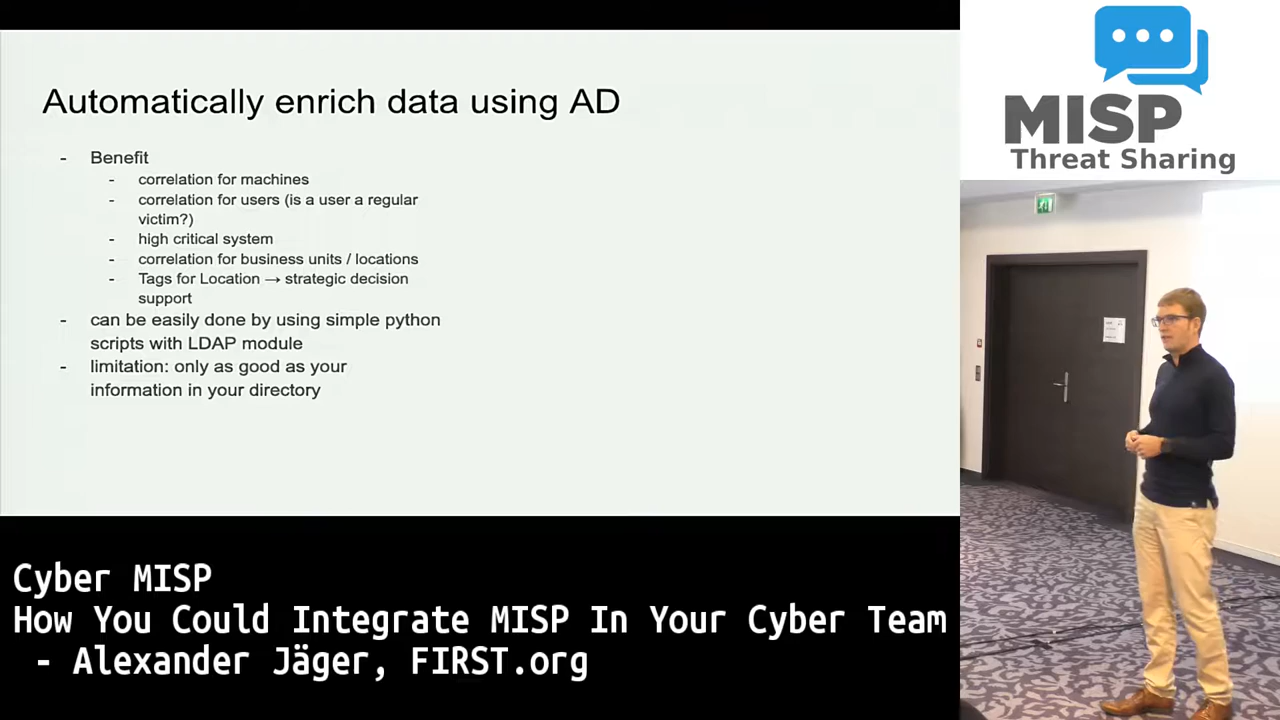 Automatically enrich data using AD
- Benefit
- correlation for machines
- correlation for users (is a user a regular
victim?)
- high critical system
- correlation for business units / locations
- Tags for Location → strategic decision
support
- can be easily done by using simple python
scripts with LDAP module
- limitation: only as good as your
information in your directory
MISP
Threat Sharing
Cyber MISP
How You Could Integrate MISP In Your Cyber Team
- Alexander Jäger, FIRST.org